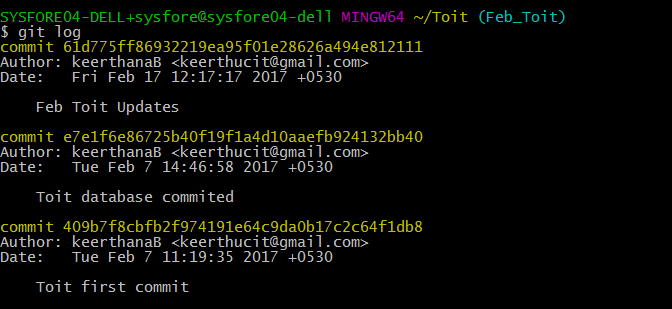 SYSFORE04-DELL+sysfore@sysfore04-dell MINGW64 ~/Toit (Feb_Toit)
$ git log
commit 61d775ff86932219ea95f01e28626a494e812111
Author: keerthanaB <keerthucit@gmail.com>
Date:   Fri Feb 17 12:17:17 2017 +0530
Feb Toit Updates
commit e7e1f6e86725b40f19f1a4d10aaefb924132bb40
Author: keerthanaB <keerthucit@gmail.com>
Date:   Tue Feb 7 14:46:58 2017 +0530
Toit database commited
commit 409b7f8cbfb2f974191e64c9da0b17c2c64f1db8
Author: keerthanaB <keerthucit@gmail.com>
Date:   Tue Feb 7 11:19:35 2017 +0530
Toit first commit